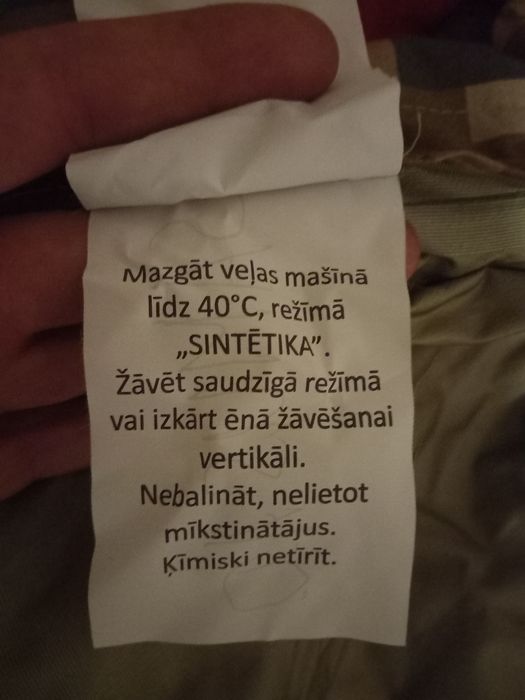 Mazgāt veļas mašīnā
līdz 40°C, režīmā
„SINTĒTIKA”.
Žāvēt saudzīgā režīmā
vai izkārt ēnā žāvēšanai
vertikāli.
Nebalināt, nelietot
mīkstinātājus.
Ķīmiski netīrīt.